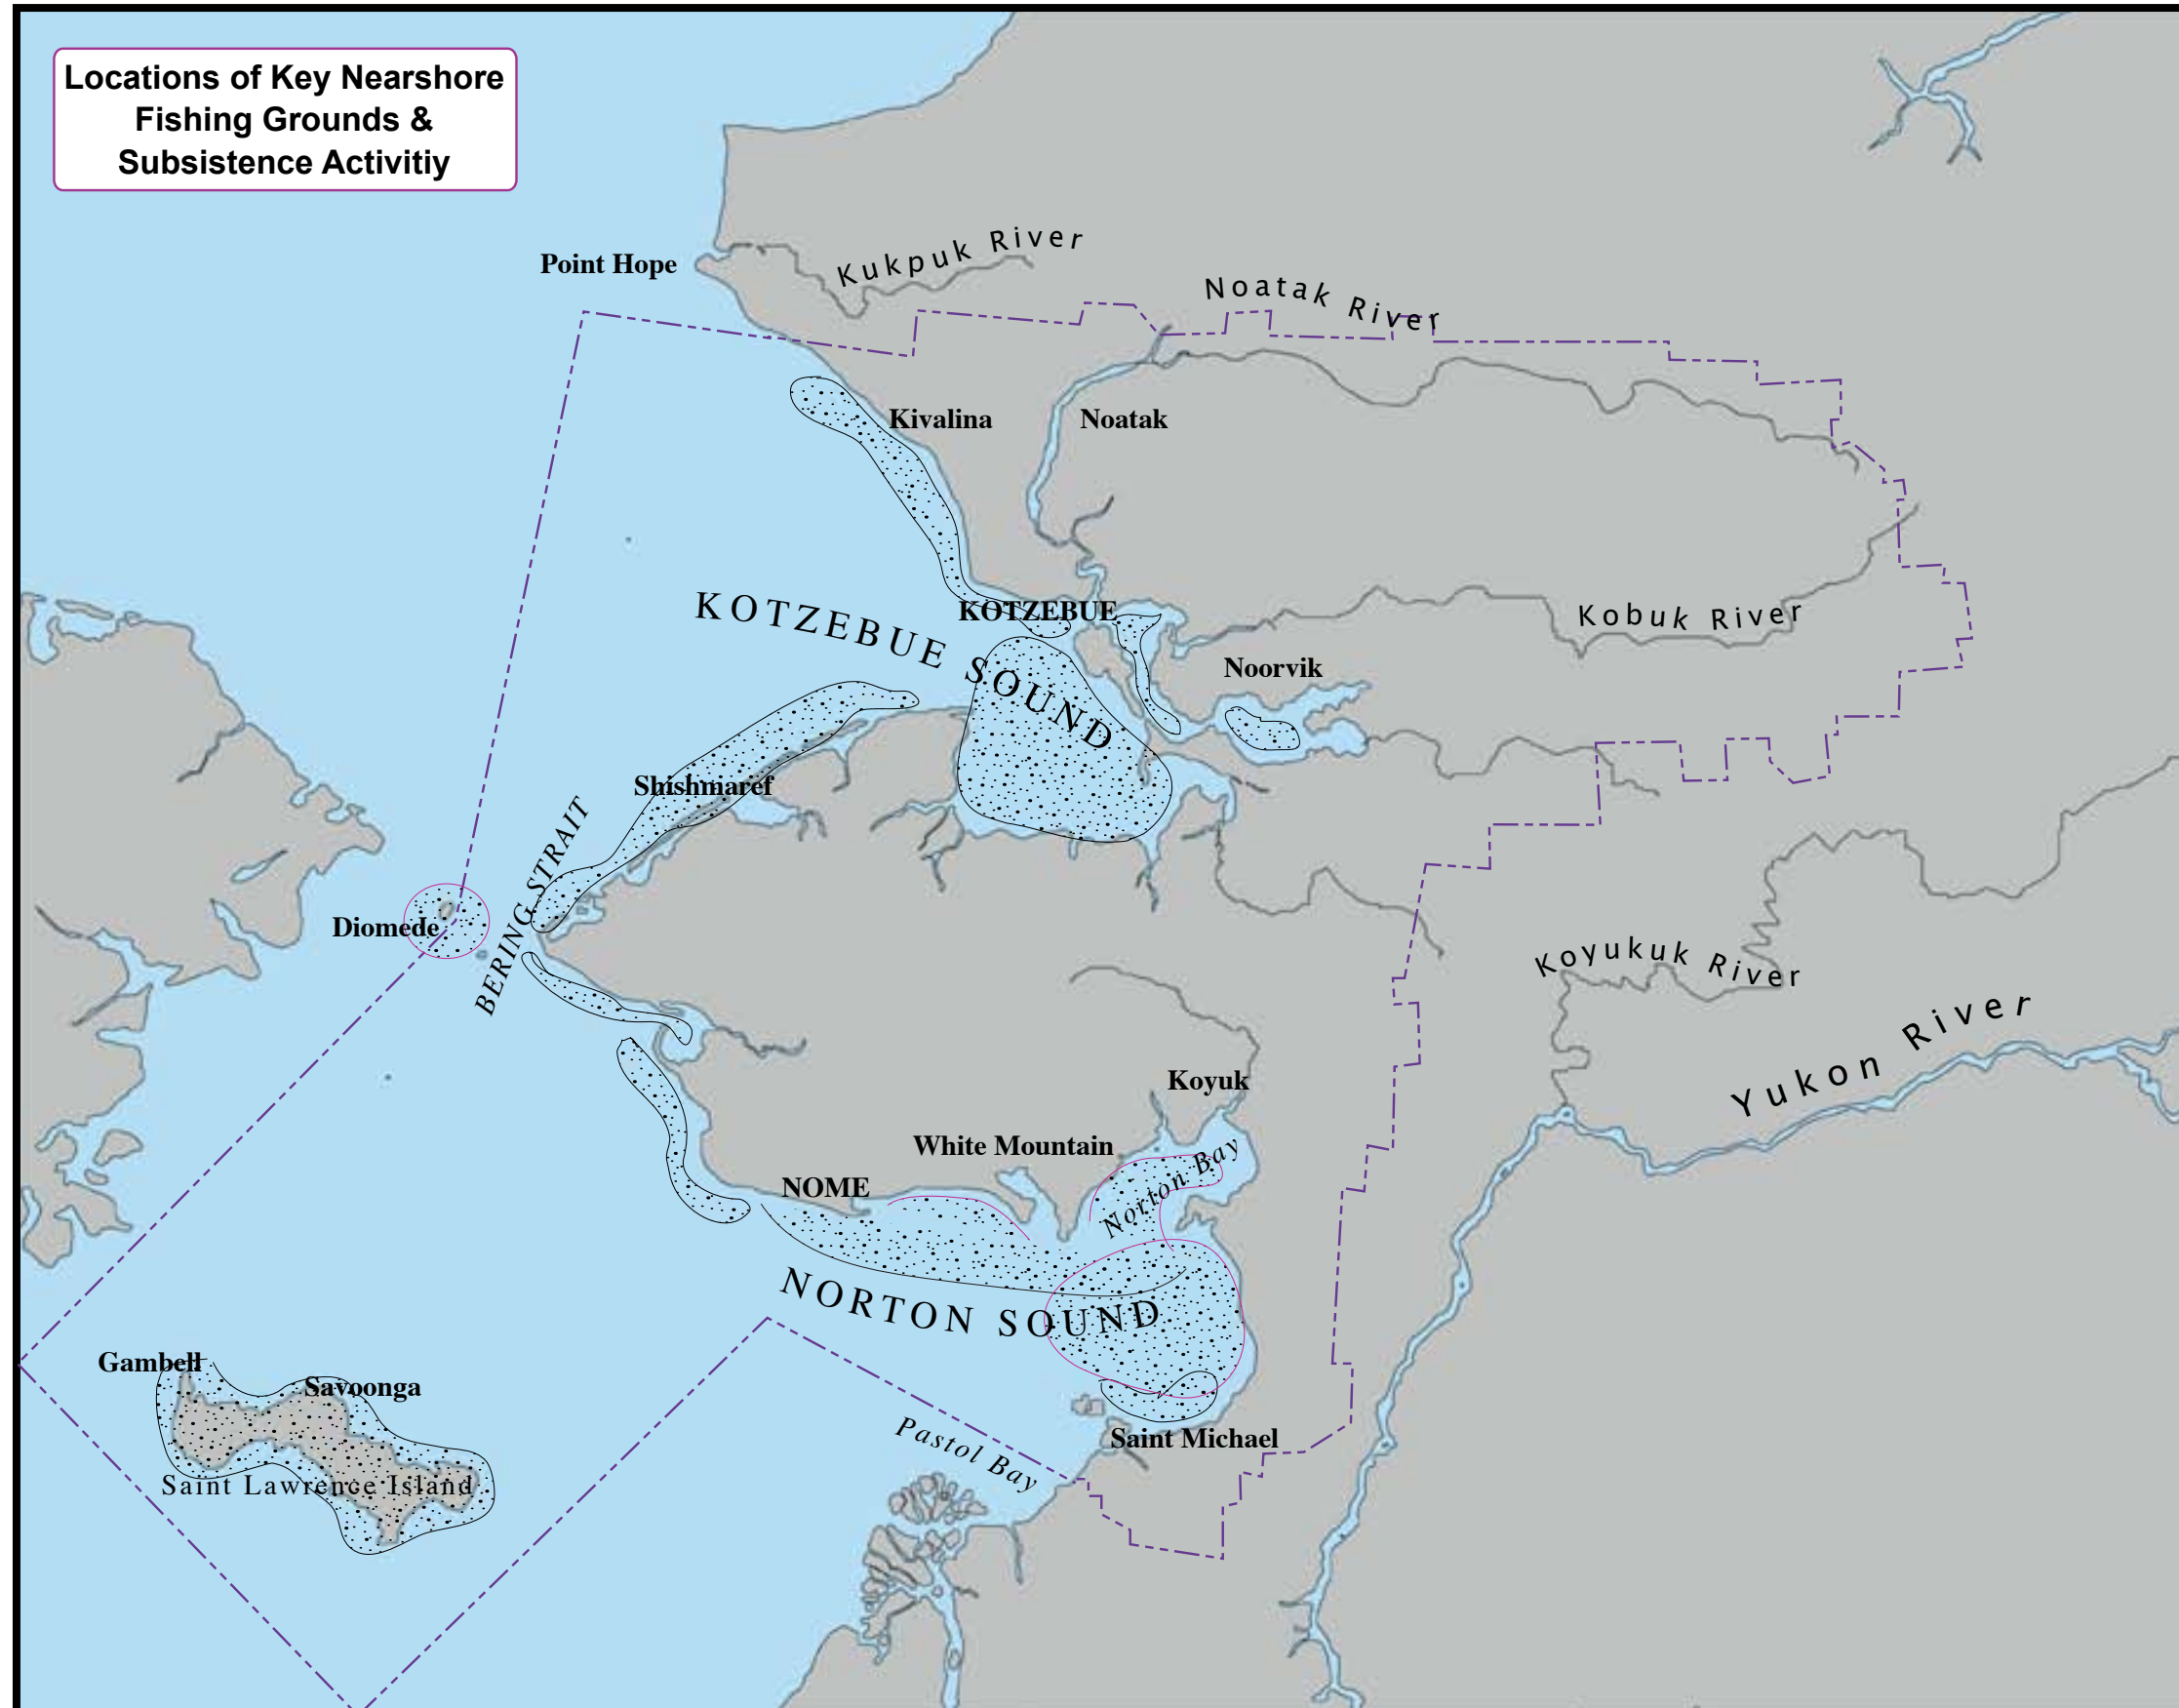 Locations of Key Nearshore
Fishing Grounds &
Subsistence Activitiy
Point Hope
Kukpuk River
Noatak River
Kivalina
Noatak
KOTZEBUE SOUND
KOTZEBUE
Kobuk River
Noorvik
Shishmaref
BERING STRAIT
Diomede
Koyukuk River
Yukon River
Koyuk
White Mountain
Norton Bay
NOME
NORTON SOUND
Gambell
Savoonga
Saint Lawrence Island
Pastol Bay
Saint Michael